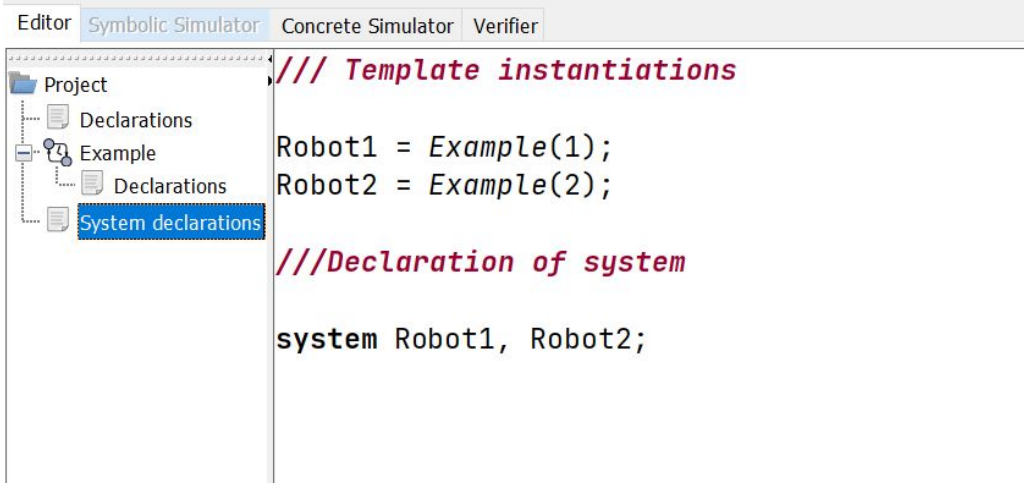 Editor Symbolic Simulator Concrete Simulator Verifier
Project
Declarations
Example
Declarations
System declarations
/// Template instantiations
Robot1 = Example(1);
Robot2 = Example(2);
///Declaration of system
system Robot1, Robot2;